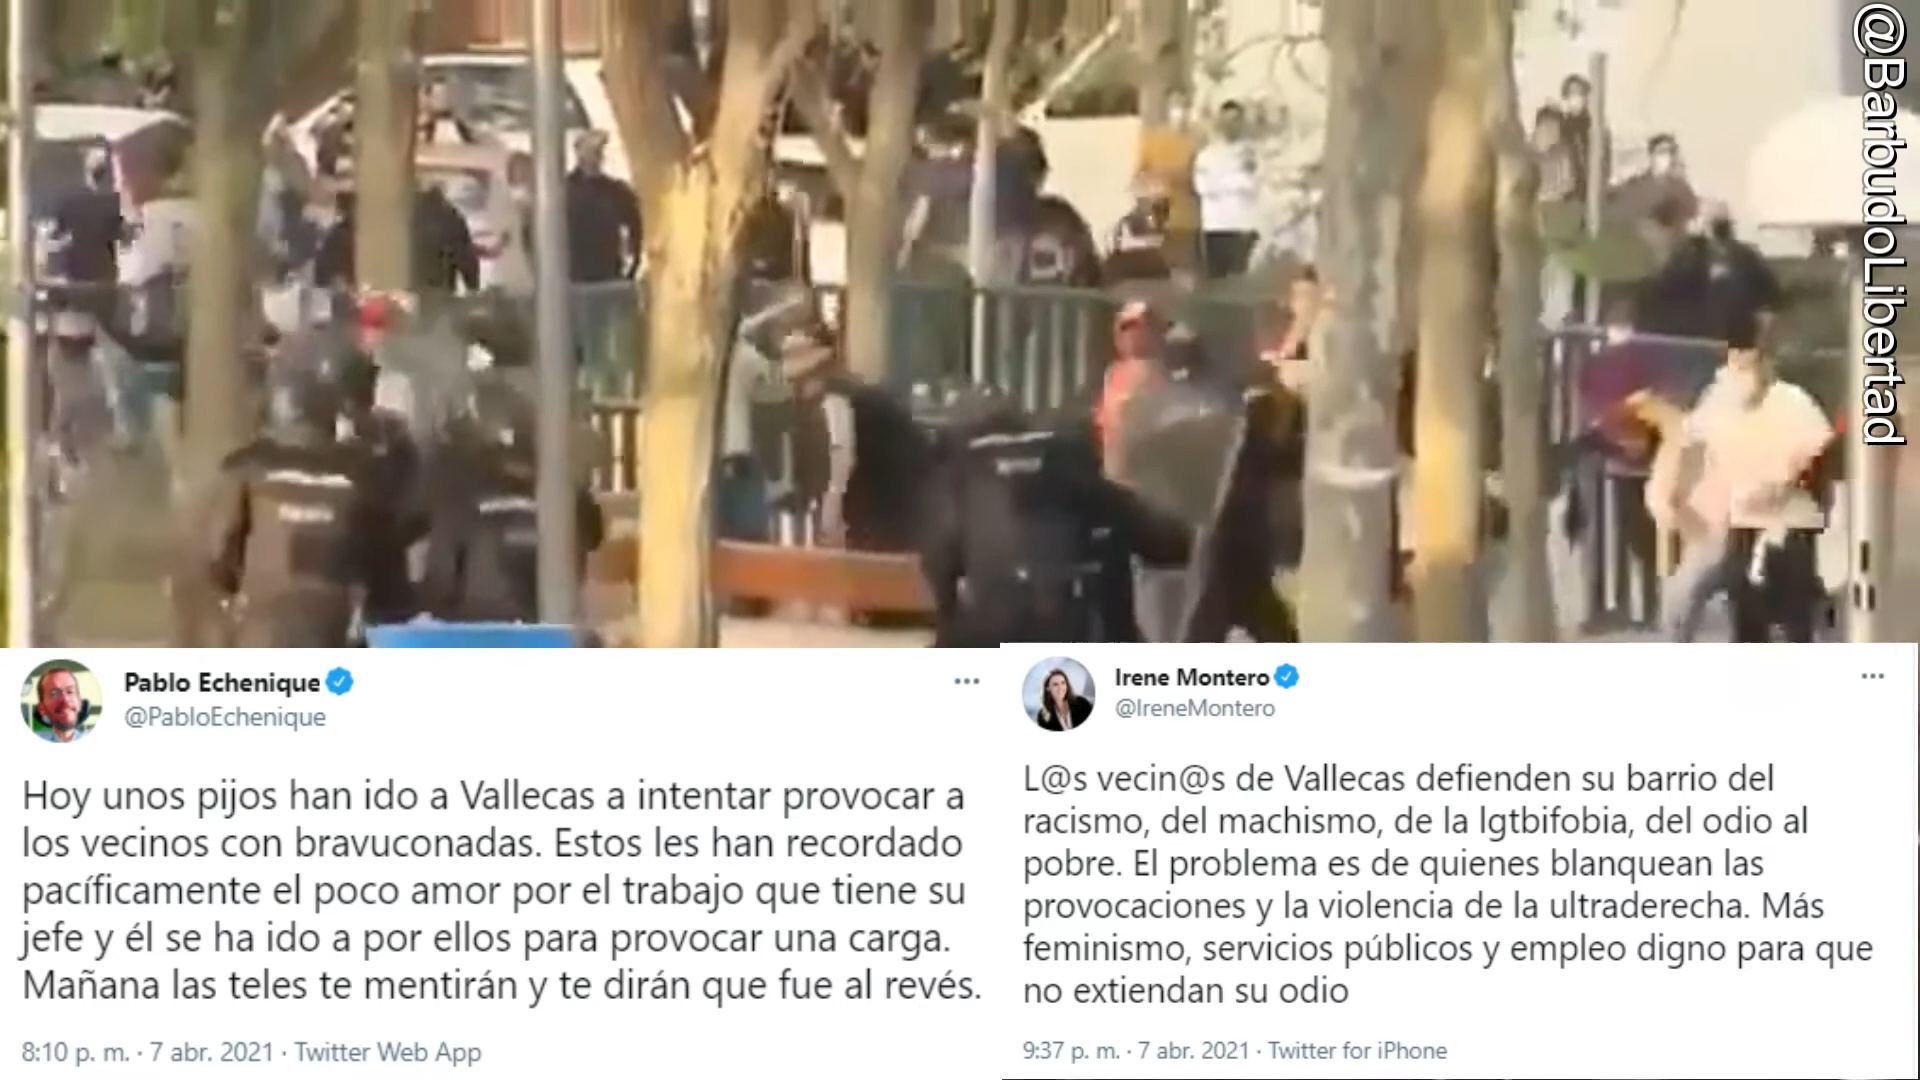 @BarbudoLibertad
Pablo Echenique
@PabloEchenique
Hoy unos pijos han ido a Vallecas a intentar provocar a
los vecinos con bravuconadas. Estos les han recordado
pacíficamente el poco amor por el trabajo que tiene su
jefe y él se ha ido a por ellos para provocar una carga.
Mañana las teles te mentirán y te dirán que fue al revés.
8:10 p. m. · 7 abr. 2021 · Twitter Web App
Irene Montero
@IreneMontero
L@s vecin@s de Vallecas defienden su barrio del
racismo, del machismo, de la lgtbifobia, del odio al
pobre. El problema es de quienes blanquean las
provocaciones y la violencia de la ultraderecha. Más
feminismo, servicios públicos y empleo digno para que
no extiendan su odio
9:37 p. m. · 7 abr. 2021 · Twitter for iPhone